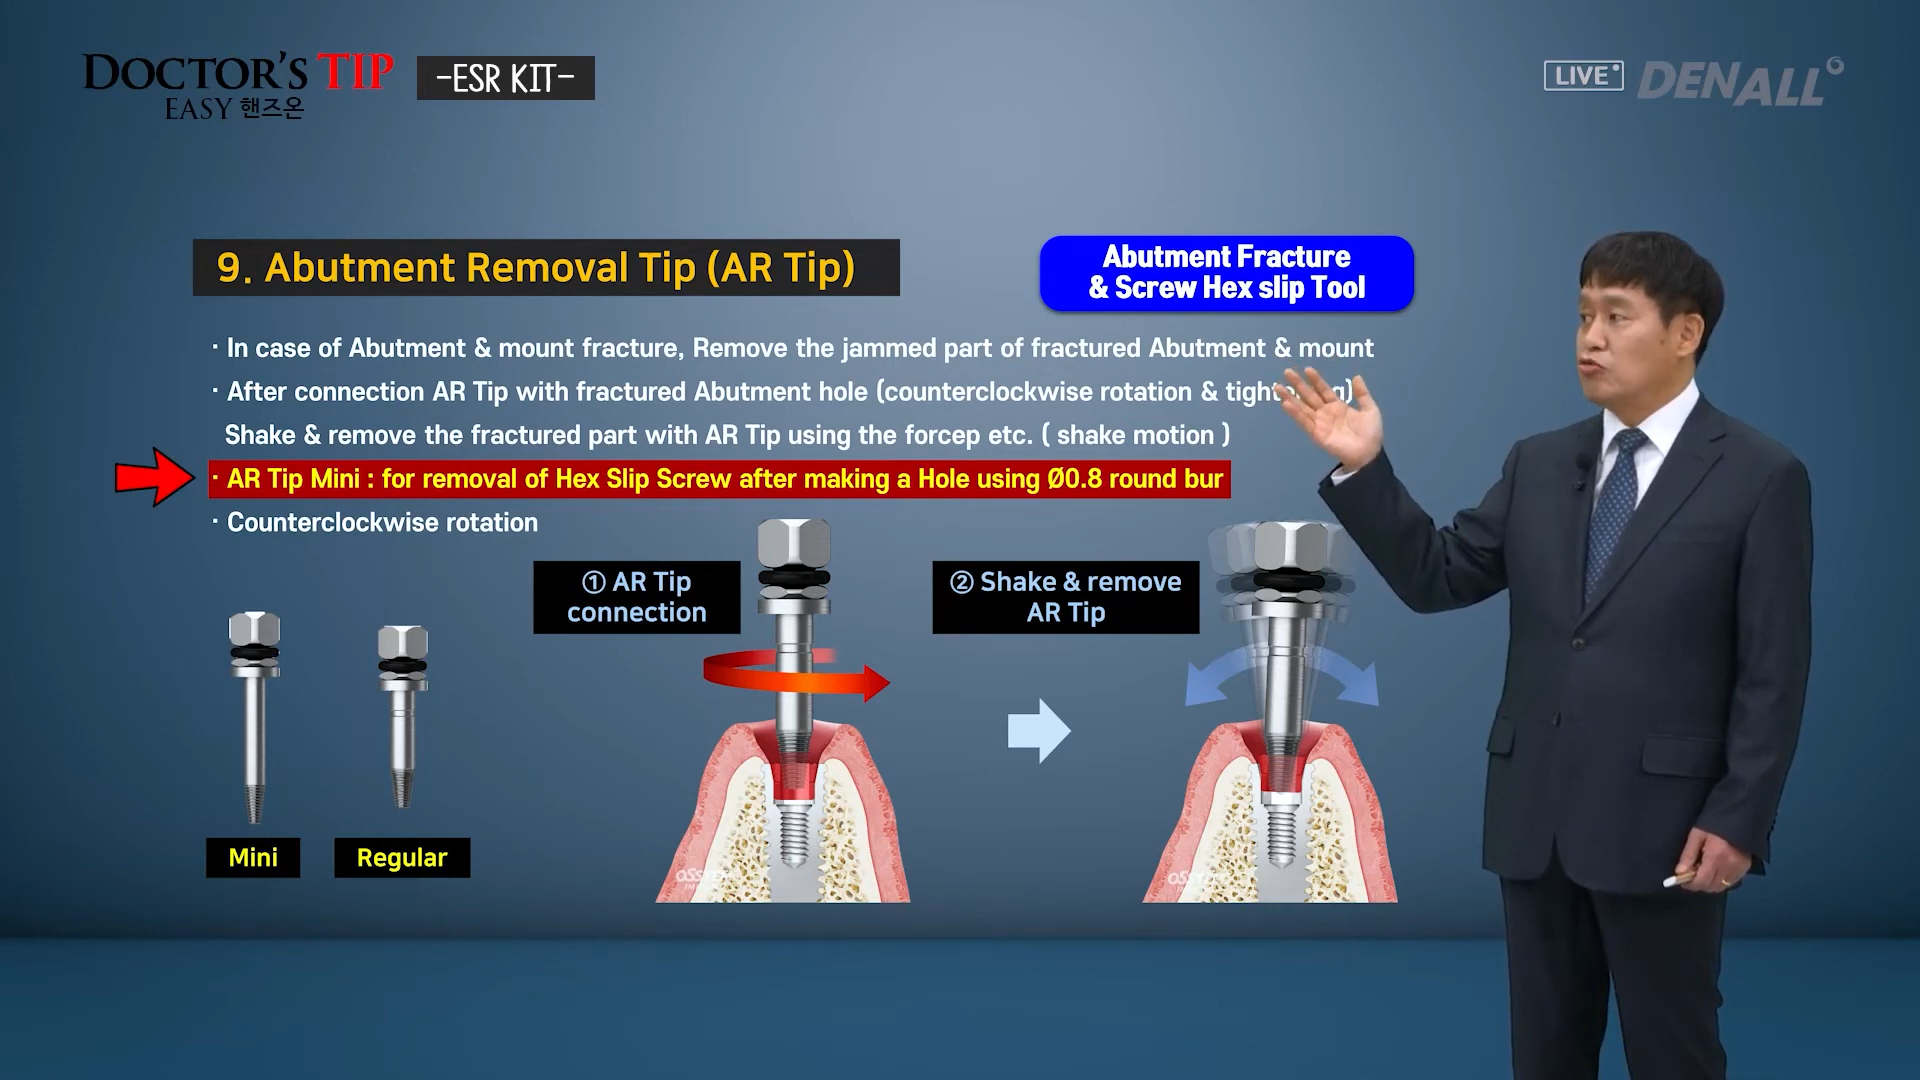 DOCTOR'S TIP
EASY 핸즈온
-ESR KIT-
LIVE
DENALL
9. Abutment Removal Tip (AR Tip)
Abutment Fracture
& Screw Hex slip Tool
· In case of Abutment & mount fracture, Remove the jammed part of fractured Abutment & mount
· After connection AR Tip with fractured Abutment hole (counterclockwise rotation &
Shake & remove the fractured part with AR Tip using the forcep etc. ( shake motion )
· AR Tip Mini : for removal of Hex Slip Screw after making a Hole using Ø0.8 round bur
· Counterclockwise rotation
① AR Tip
connection
② Shake & remove
AR Tip
Mini
Regular